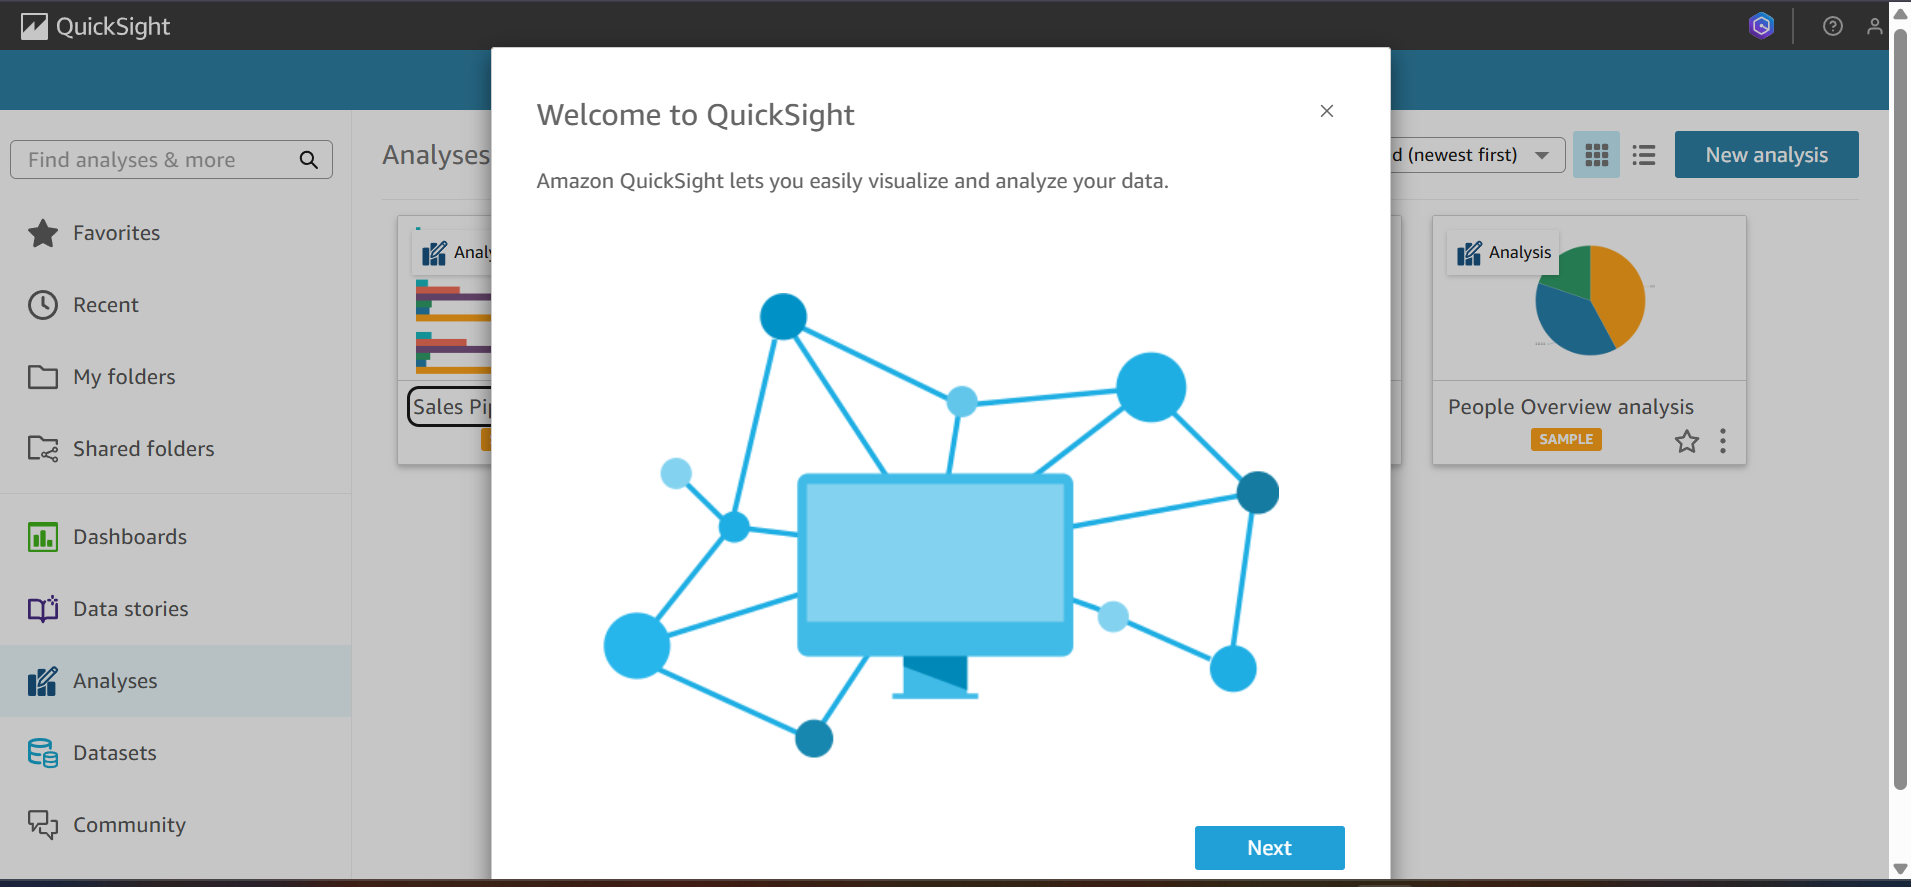 QuickSight
Welcome to QuickSight
Amazon QuickSight lets you easily visualize and analyze your data.
Find analyses & more
Favorites
Recent
My folders
Shared folders
Dashboards
Data stories
Analyses
Datasets
Community
Analyses
(newest first)
New analysis
Sales
Analysis
People Overview analysis
SAMPLE
Next